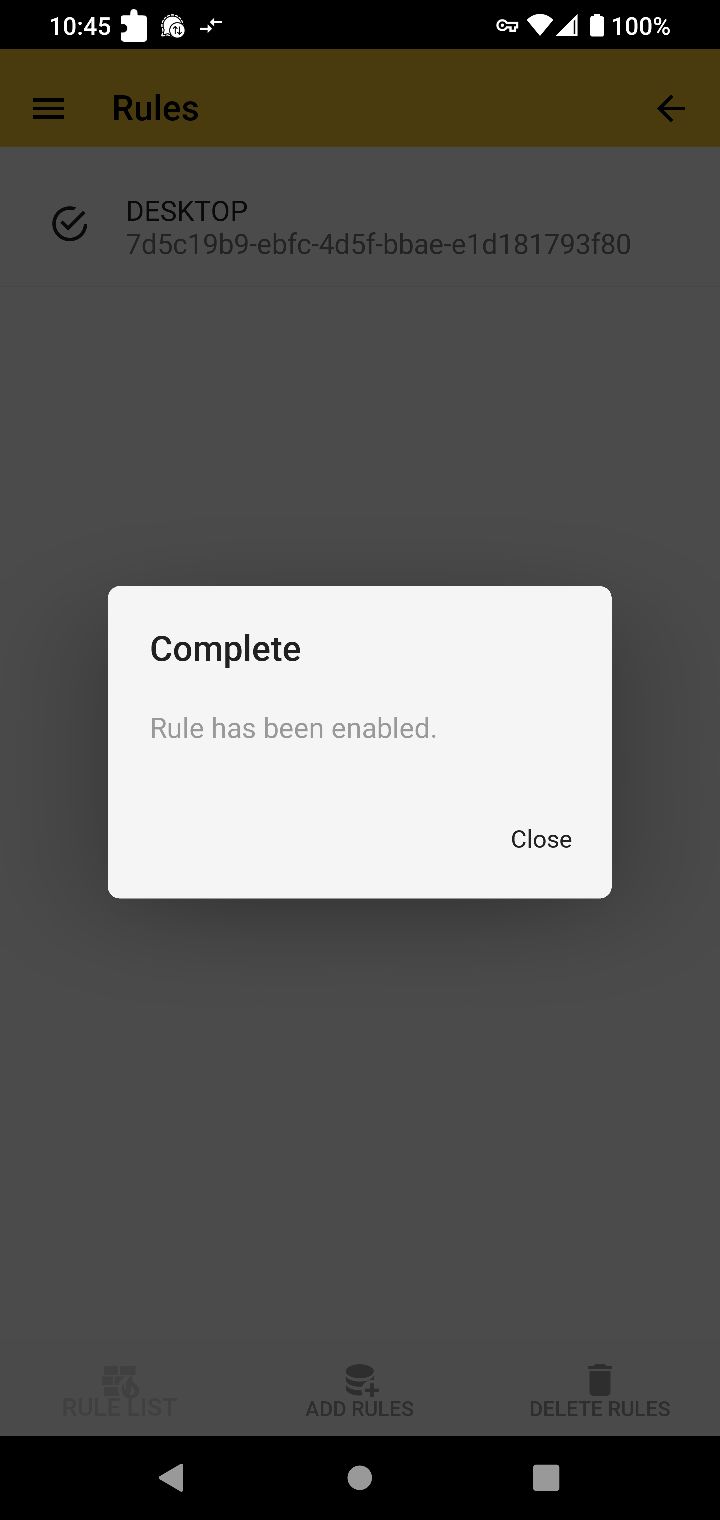 10:45
100%
Rules
DESKTOP
7d5c19b9-ebfc-4d5f-bbae-e1d181793f80
Complete
Rule has been enabled.
Close
RULE LIST
ADD RULES
DELETE RULES